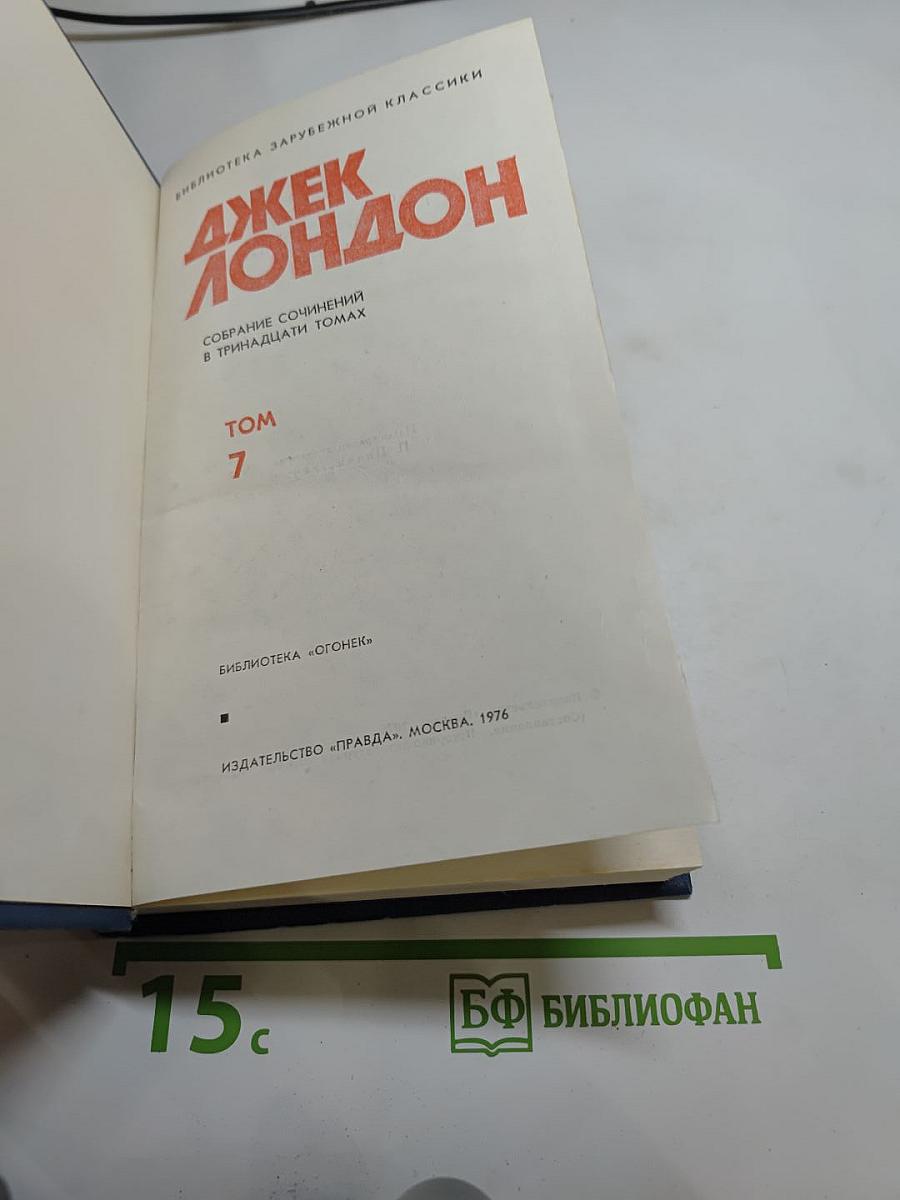 БИБЛИОТЕКА ЗАРУБЕЖНОЙ КЛАССИКИ
ДЖЕК
ЛОНДОН
СОБРАНИЕ СОЧИНЕНИЙ
В ТРИНАДЦАТИ ТОМАХ
ТОМ
7
БИБЛИОТЕКА «ОГОНЕК»
ИЗДАТЕЛЬСТВО «ПРАВДА». МОСКВА. 1976
15 с
БФ БИБЛИОФАН